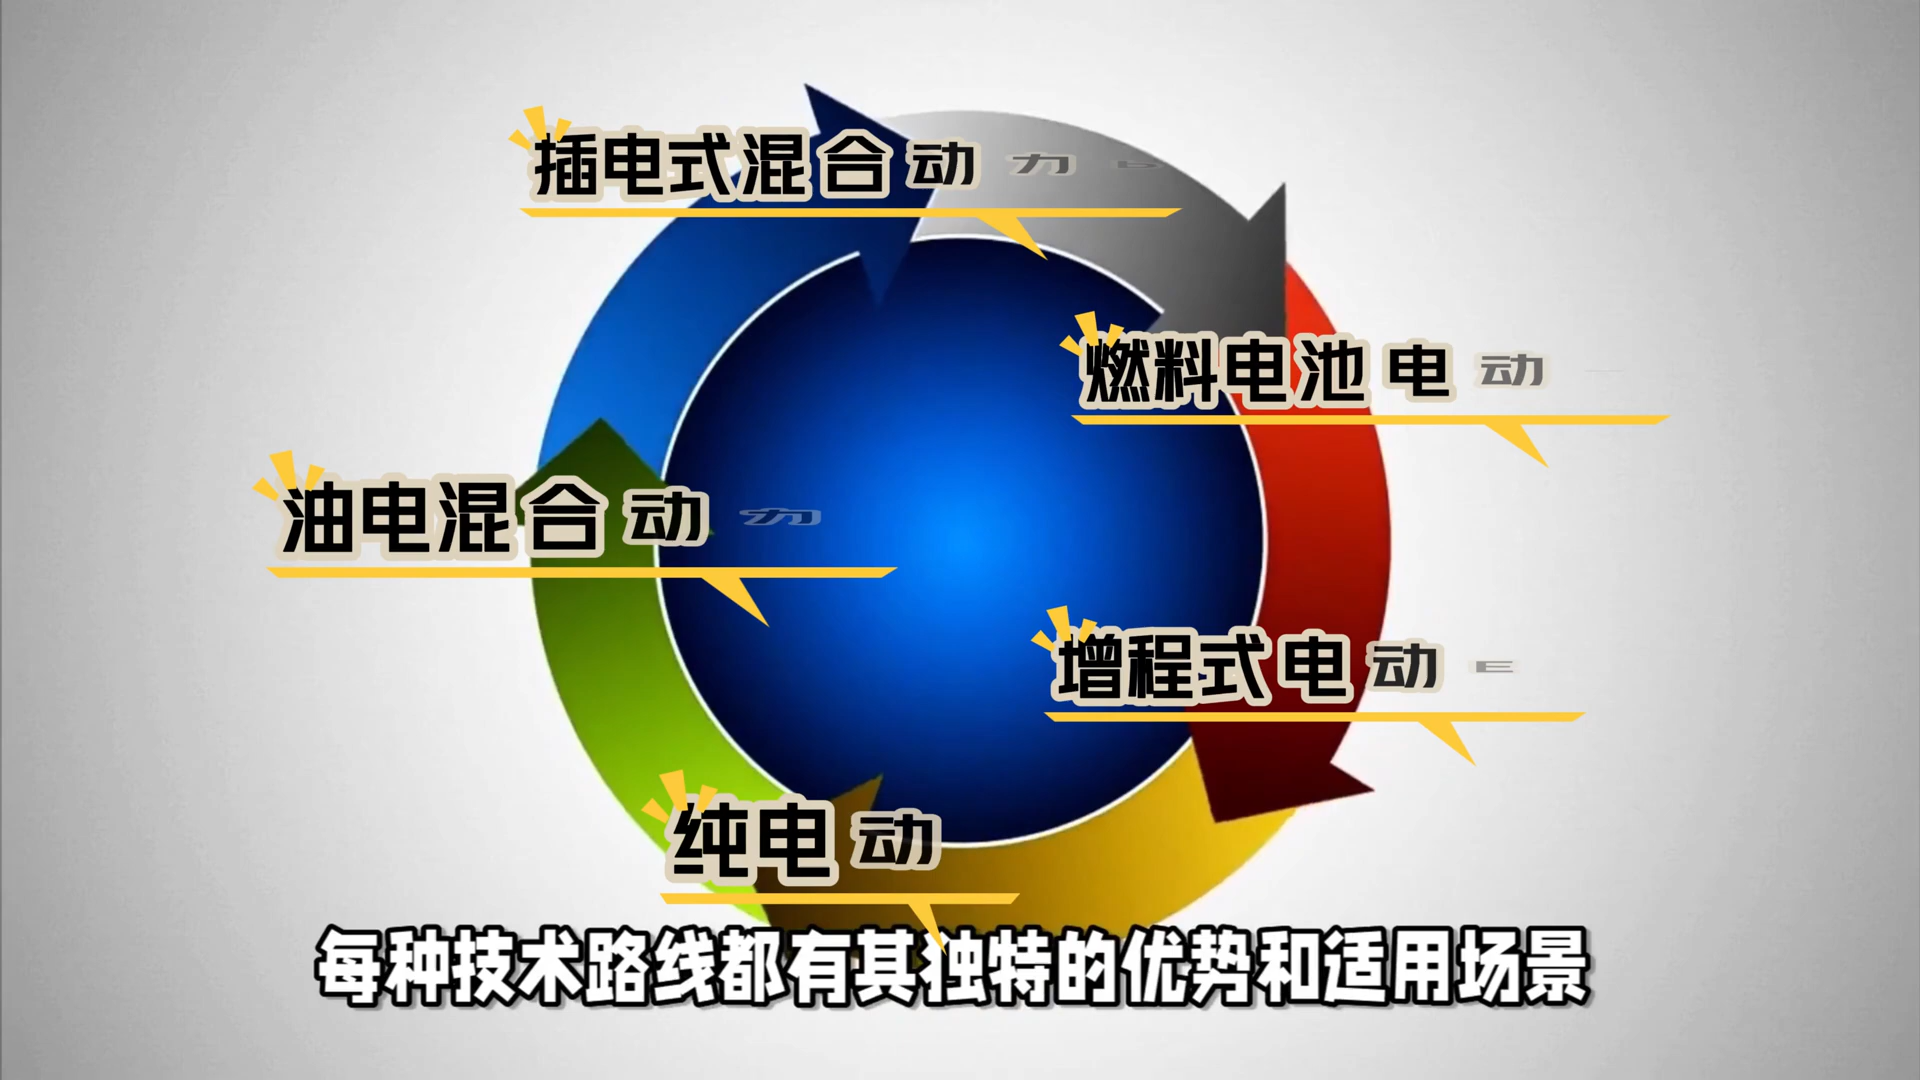 插电式混合动力
燃料电池电动
油电混合动力
增程式电动
纯电动
每种技术路线都有其独特的优势和适用场景